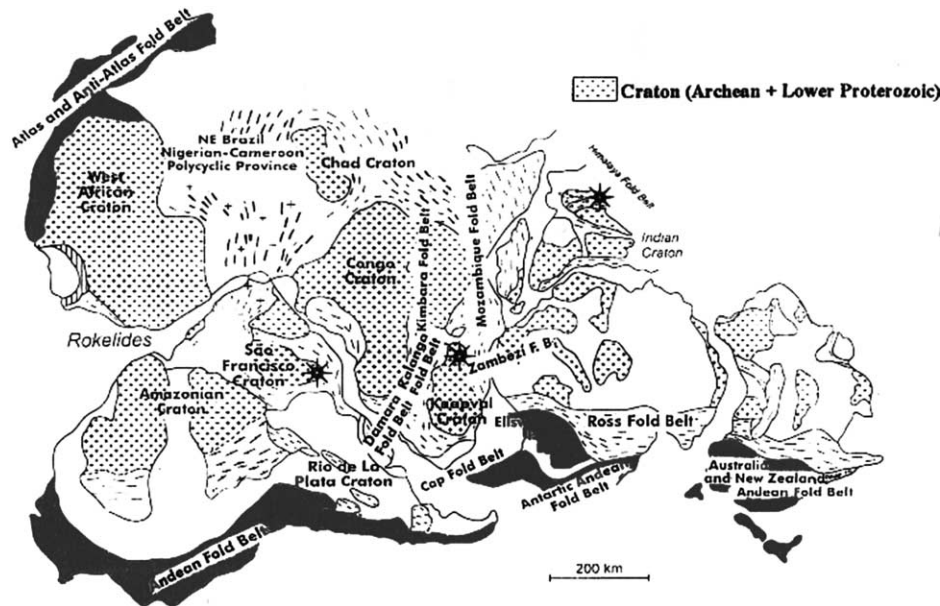 Atlas and Anti-Atlas Fold Belt
Craton (Archean + Lower Proterozoic)
NE Brazil
Nigerian-Cameroon
Polycyclic Province
Chad Craton
West
African
Craton
Himalaya Fold Belt
Indian
Craton
Congo
Craton
Kimbara Fold Belt
Mozambique Fold Belt
Rokelides
São
Francisco
Craton
Amazonian
Craton
Damara
Fold Belt
Fold Belt
Zambezi F. B.
Kaapval
Craton
Ellsw
Ross Fold Belt
Rio de La
Plata Craton
Cap Fold Belt
Antartic Andean
Fold Belt
Australia
and New Zealand
Andean Fold Belt
Andean Fold Belt
200 km